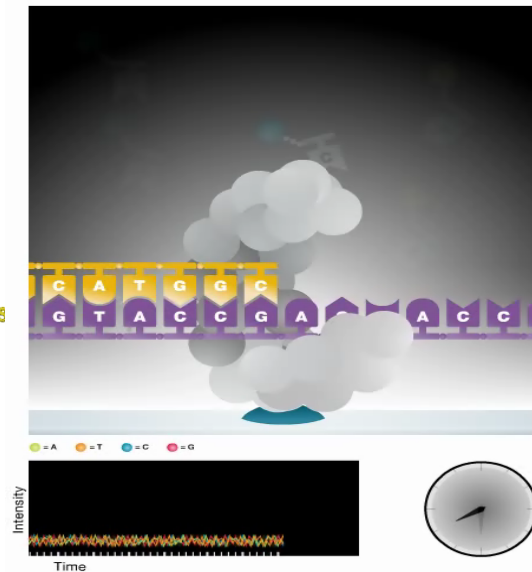 C A T G G C
G T A C C G A A C C
= A = T = C = G
Intensity
Time